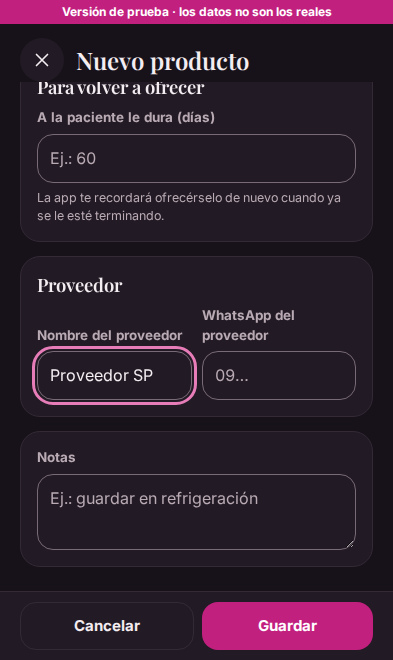 Versión de prueba · los datos no son los reales
Nuevo producto
Para volver a ofrecer
A la paciente le dura (días)
Ej.: 60
La app te recordará ofrecérselo de nuevo cuando ya
se le esté terminando.
Proveedor
Nombre del proveedor
WhatsApp del
proveedor
Proveedor SP
09...
Notas
Ej.: guardar en refrigeración
Cancelar
Guardar